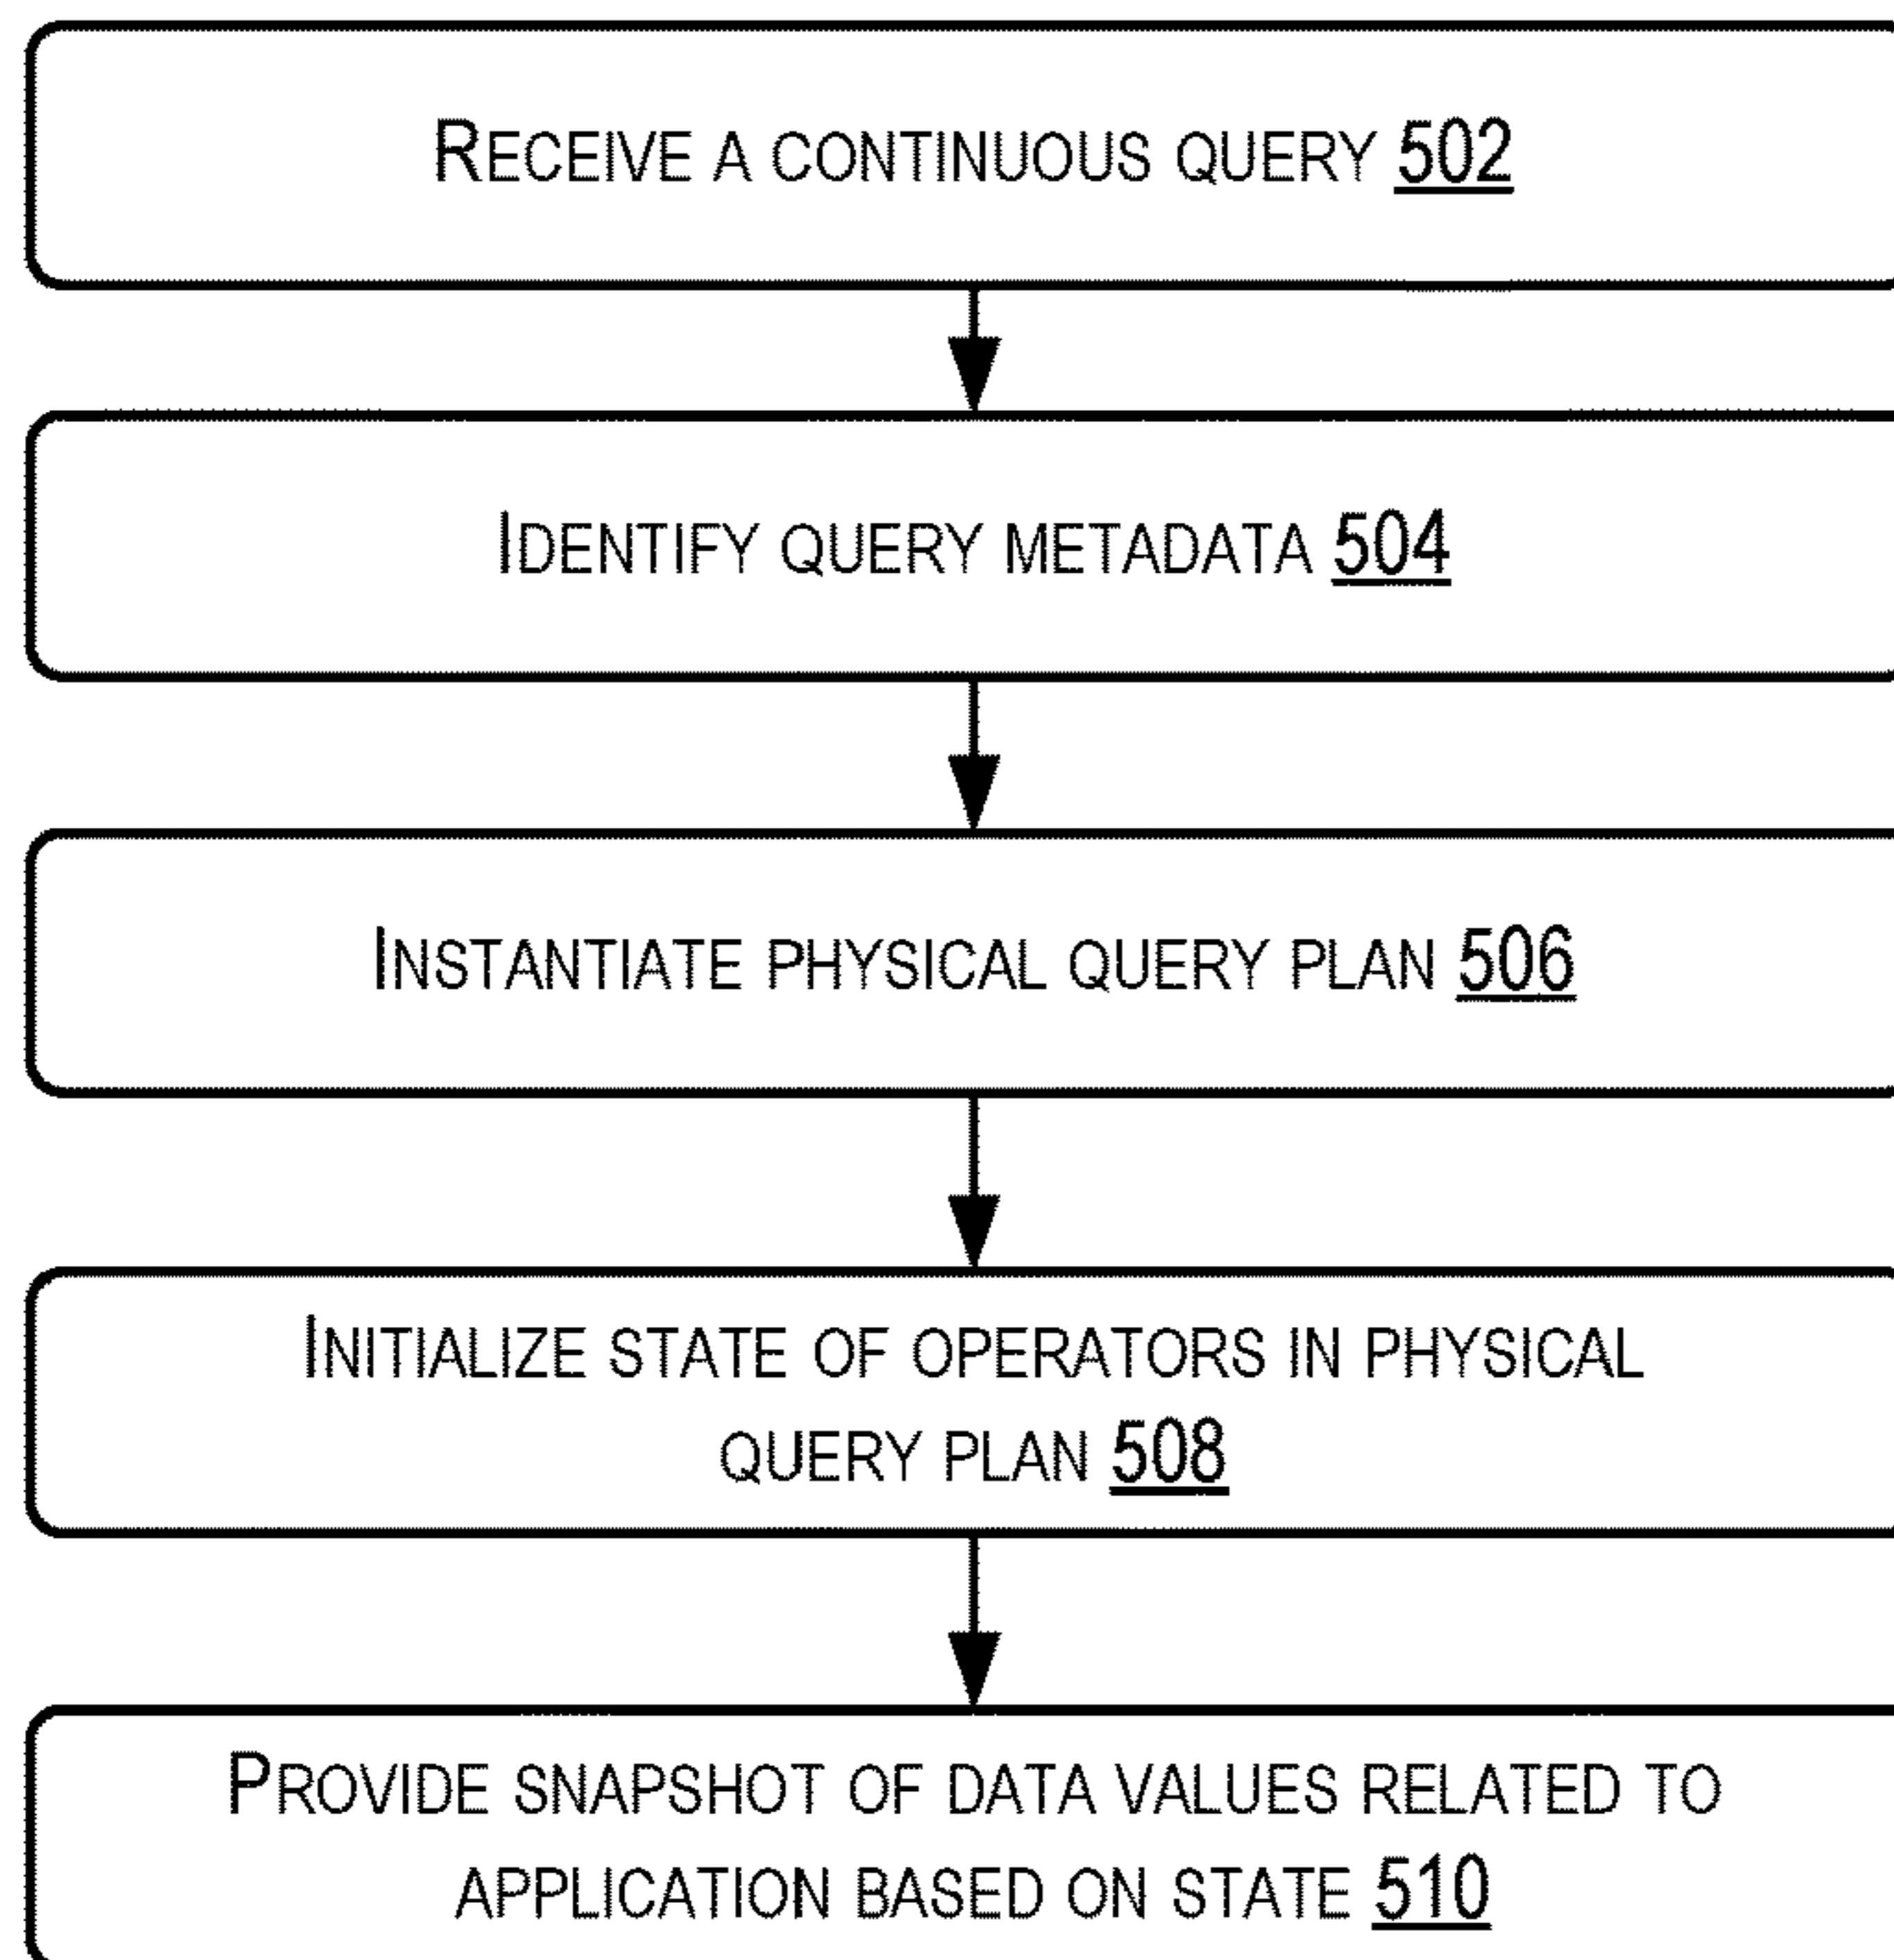 RECEIVE A CONTINUOUS QUERY 502
IDENTIFY QUERY METADATA 504
INSTANTIATE PHYSICAL QUERY PLAN 506
INITIALIZE STATE OF OPERATORS IN PHYSICAL
QUERY PLAN 508
PROVIDE SNAPSHOT OF DATA VALUES RELATED TO
APPLICATION BASED ON STATE 510